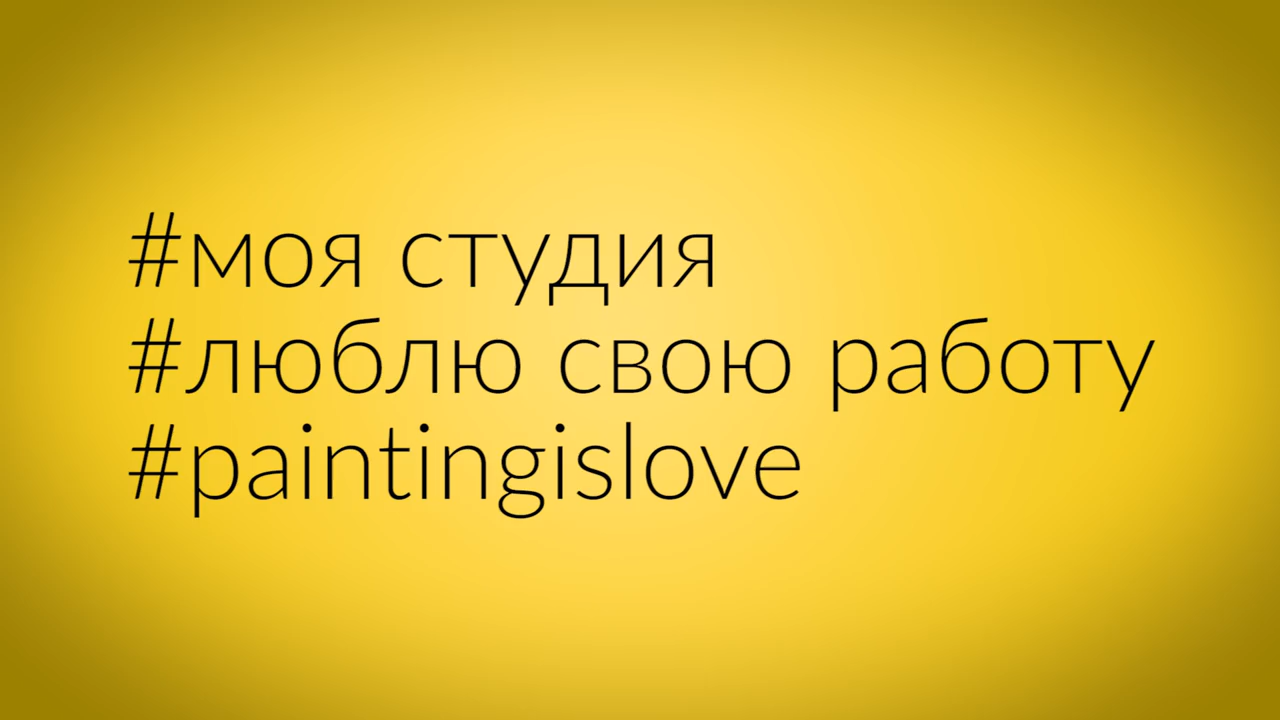 #моя студия
#люблю свою работу
#paintingislove